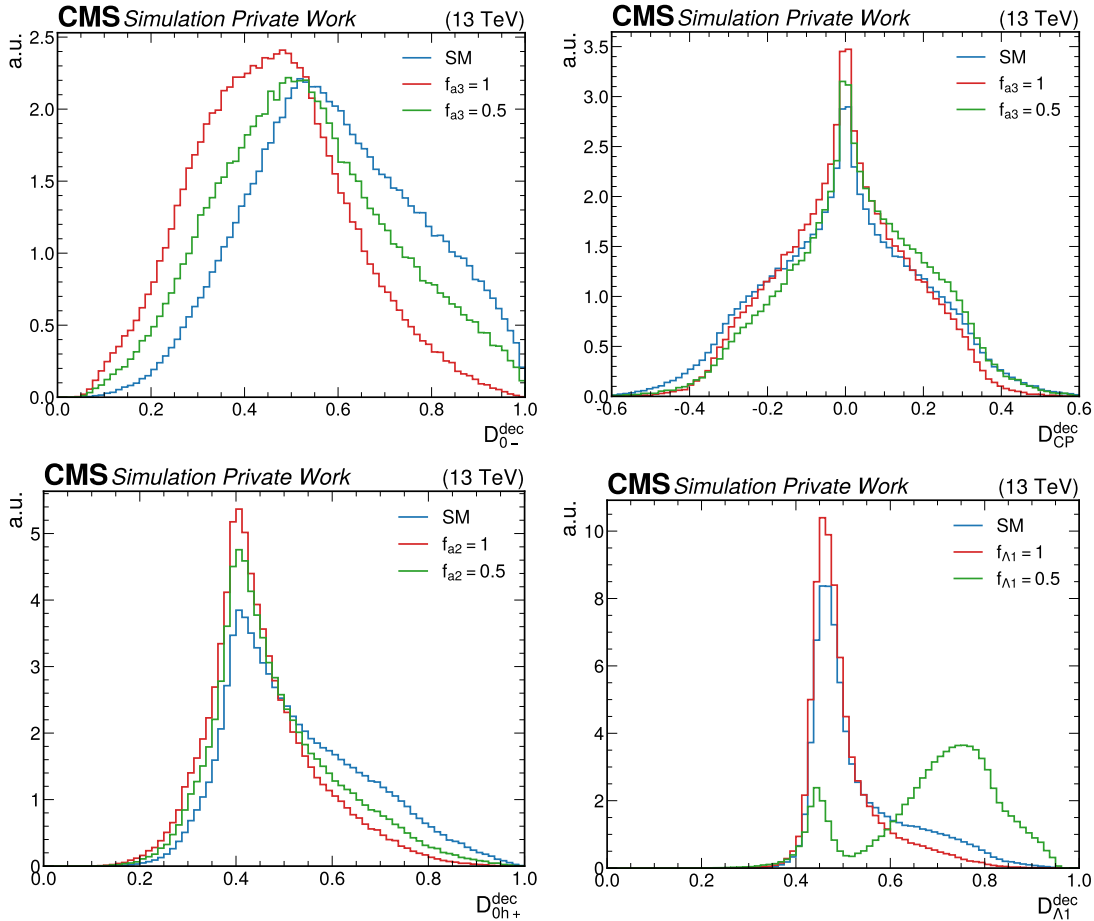 CMS Simulation Private Work (13 TeV)
a.u.
2.5
2.0
1.5
1.0
0.5
0.0
SM
f_a3 = 1
f_a3 = 0.5
0.0 0.2 0.4 0.6 0.8 1.0
D_0−^dec
CMS Simulation Private Work (13 TeV)
a.u.
3.5
3.0
2.5
2.0
1.5
1.0
0.5
0.0
SM
f_a3 = 1
f_a3 = 0.5
-0.6 -0.4 -0.2 0.0 0.2 0.4 0.6
D_CP^dec
CMS Simulation Private Work (13 TeV)
a.u.
5
4
3
2
1
0
SM
f_a2 = 1
f_a2 = 0.5
0.0 0.2 0.4 0.6 0.8 1.0
D_0h+^dec
CMS Simulation Private Work (13 TeV)
a.u.
10
8
6
4
2
0
SM
f_Λ1 = 1
f_Λ1 = 0.5
0.0 0.2 0.4 0.6 0.8 1.0
D_Λ1^dec